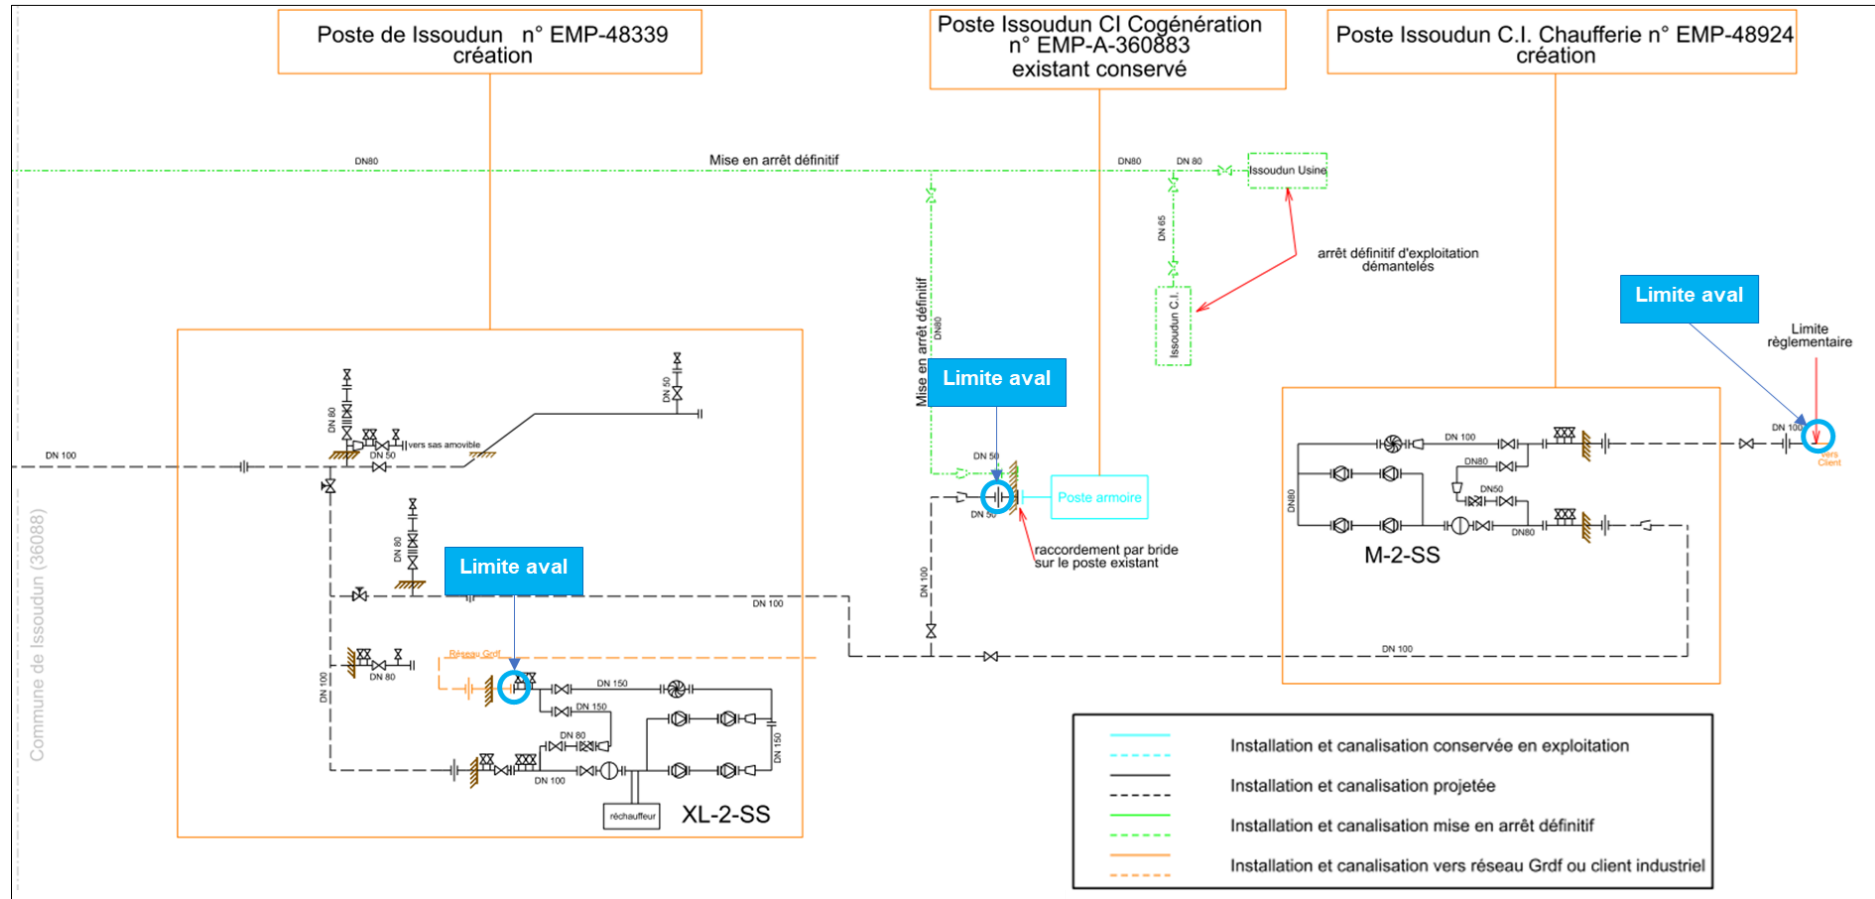 Poste de Issoudun n° EMP-48339
création
Poste Issoudun CI Cogénération
n° EMP-A-360883
existant conservé
Poste Issoudun C.I. Chaufferie n° EMP-48924
création
DN80
Mise en arrêt définitif
DN80
DN 80
Issoudun Usine
DN 65
arrêt définitif d'exploitation
démantelés
Issoudun C.I.
Mise en arrêt définitif
DN80
Limite aval
Limite règlementaire
Limite aval
DN 100
vers Client
DN 50
DN 50
Poste armoire
raccordement par bride
sur le poste existant
DN 100
DN 100
DN 80
vers sas amovible
DN 50
DN 50
DN 80
Limite aval
DN 100
DN 80
DN 100
Réseau Grdf
DN 150
DN 150
DN 80
DN 150
DN 100
réchauffeur
XL-2-SS
DN 100
DN80
DN80
DN50
DN80
M-2-SS
DN 100
Commune de Issoudun (36088)
Installation et canalisation conservée en exploitation
Installation et canalisation projetée
Installation et canalisation mise en arrêt définitif
Installation et canalisation vers réseau Grdf ou client industriel